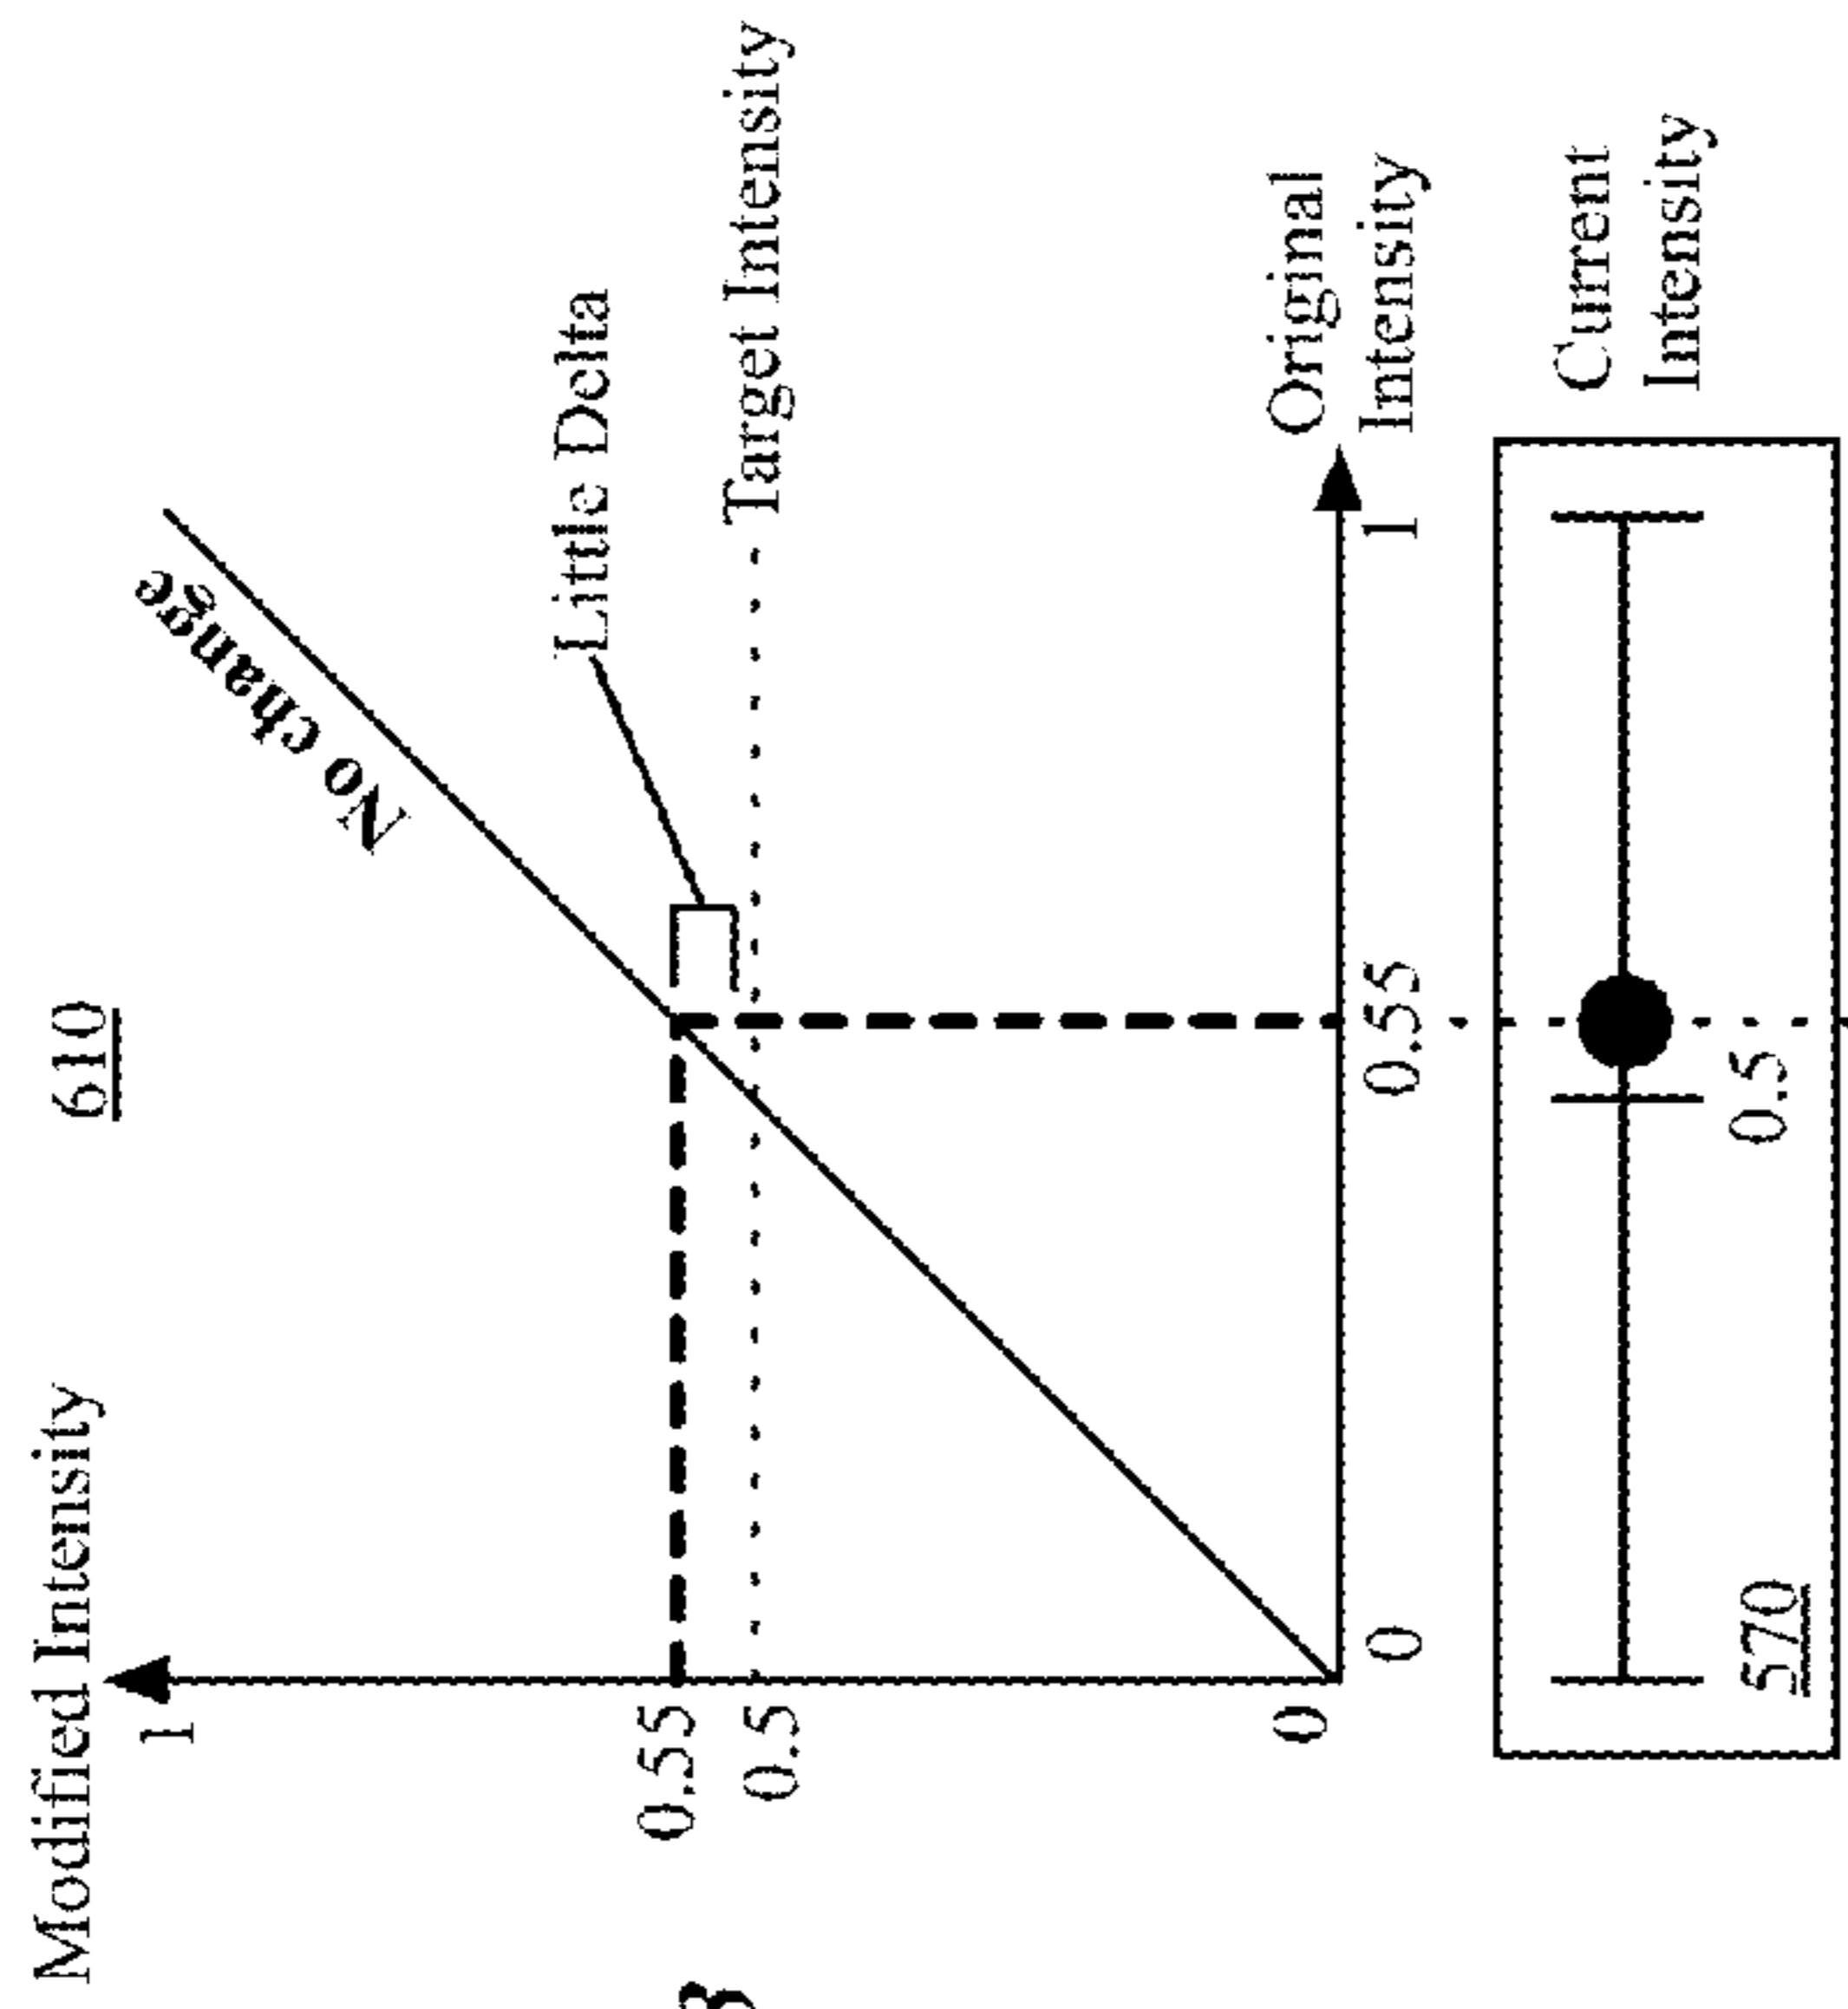 610
Modified Intensity
1
No change
Little Delta
0.55
Target Intensity
0.5
0
0
0.55
1
Original
Intensity
Current
Intensity
0.5
570